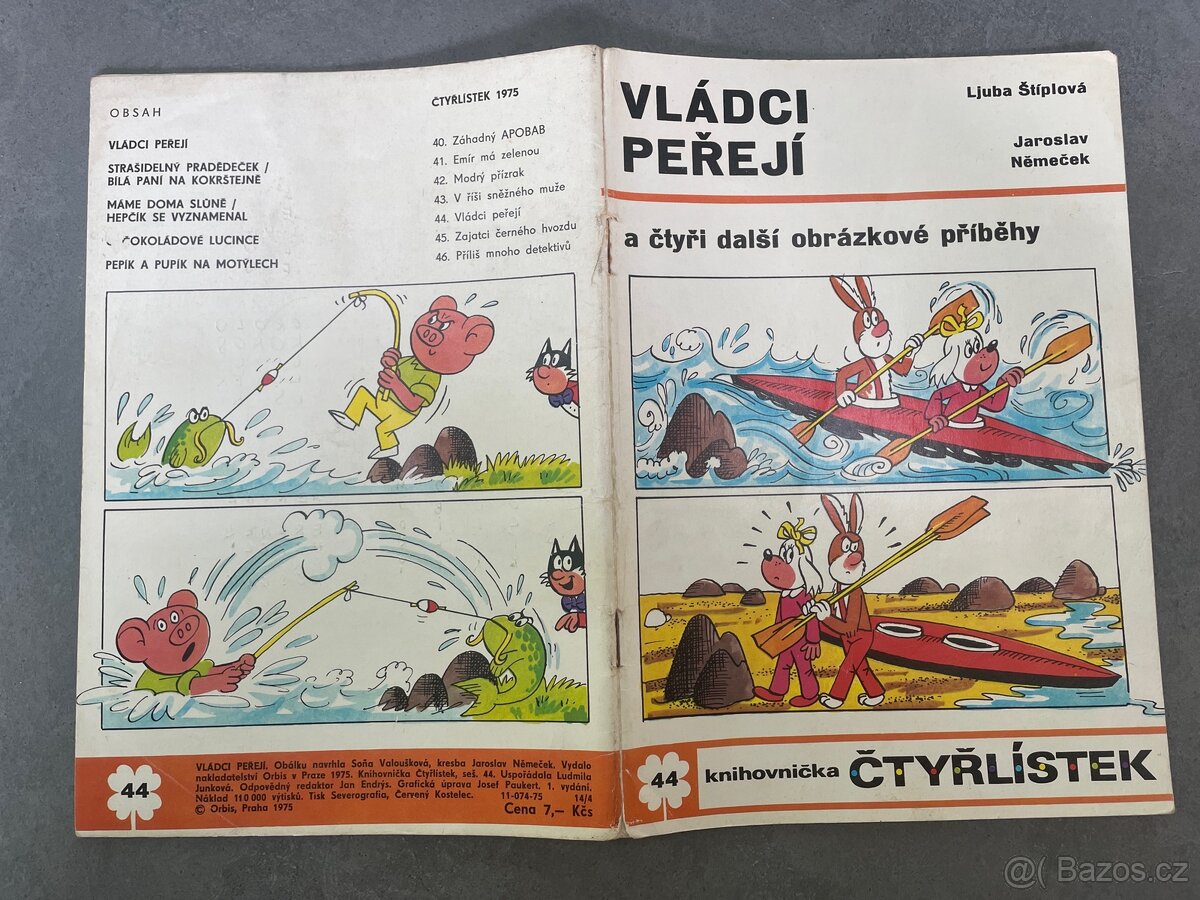 OBSAH
VLÁDCI PEŘEJÍ
STRAŠIDELNÝ PRADĚDEČEK /
BÍLÁ PANÍ NA KOKRŠTEJNĚ
MÁME DOMA SLŮNĚ /
HEPČÍK SE VYZNAMENAL
ČOKOLÁDOVÉ LUCINCE
PEPÍK A PUPÍK NA MOTÝLECH
ČTYŘLÍSTEK 1975
40. Záhadný APOBAB
41. Emír má zelenou
42. Modrý přízrak
43. V říši sněžného muže
44. Vládci peřejí
45. Zajatci černého hvozdu
46. Příliš mnoho detektivů
44
VLÁDCI PEŘEJÍ. Obálku navrhla Soňa Valoušková, kresba Jaroslav Němeček. Vydalo
nakladatelství Orbis v Praze 1975. Knihovnička Čtyřlístek, seš. 44. Uspořádala Ludmila
Junková. Odpovědný redaktor Jan Endrýs. Grafická úprava Josef Paukert. 1. vydání.
Náklad 110 000 výtisků. Tisk Severografia, Červený Kostelec. 11-074-75 14/4
© Orbis, Praha 1975 Cena 7,— Kčs
VLÁDCI
PEŘEJÍ
Ljuba Štíplová
Jaroslav
Němeček
a čtyři další obrázkové příběhy
44 knihovnička ČTYŘLÍSTEK
@( Bazos.cz